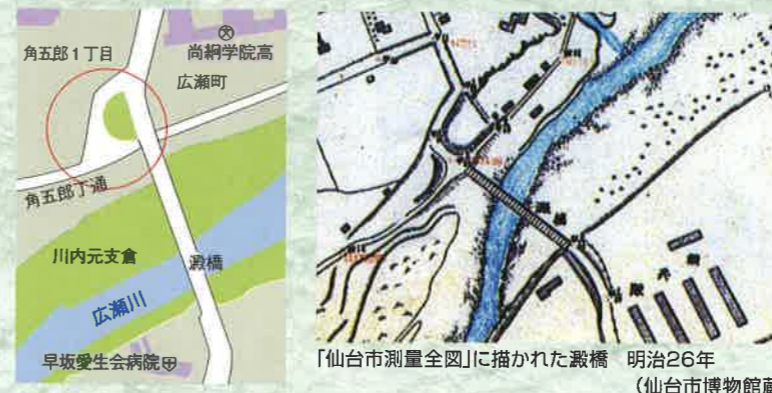 角五郎1丁目
尚絅学院高
広瀬町
角五郎丁通
川内元支倉
澱橋
広瀬川
早坂愛生会病院
澱橋
「仙台市測量全図」に描かれた澱橋 明治26年
（仙台市博物館蔵